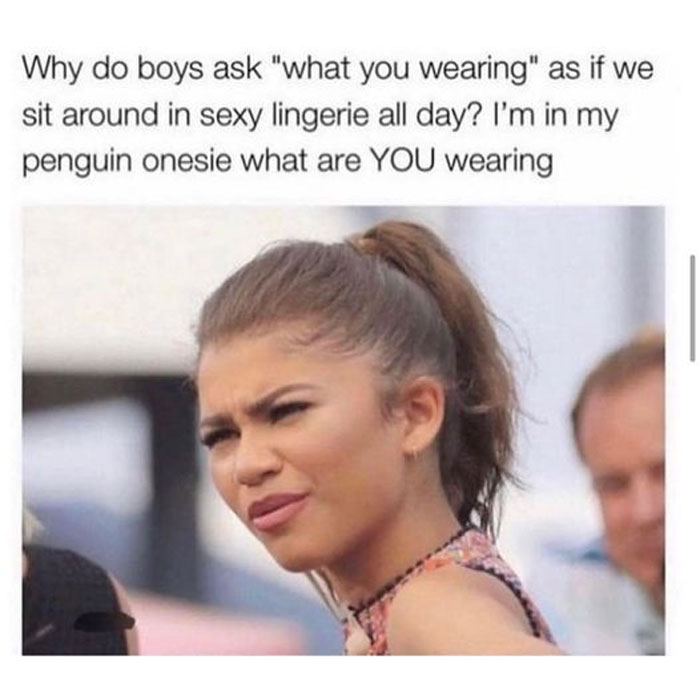 Why do boys ask "what you wearing" as if we
sit around in sexy lingerie all day? I'm in my
penguin onesie what are YOU wearing